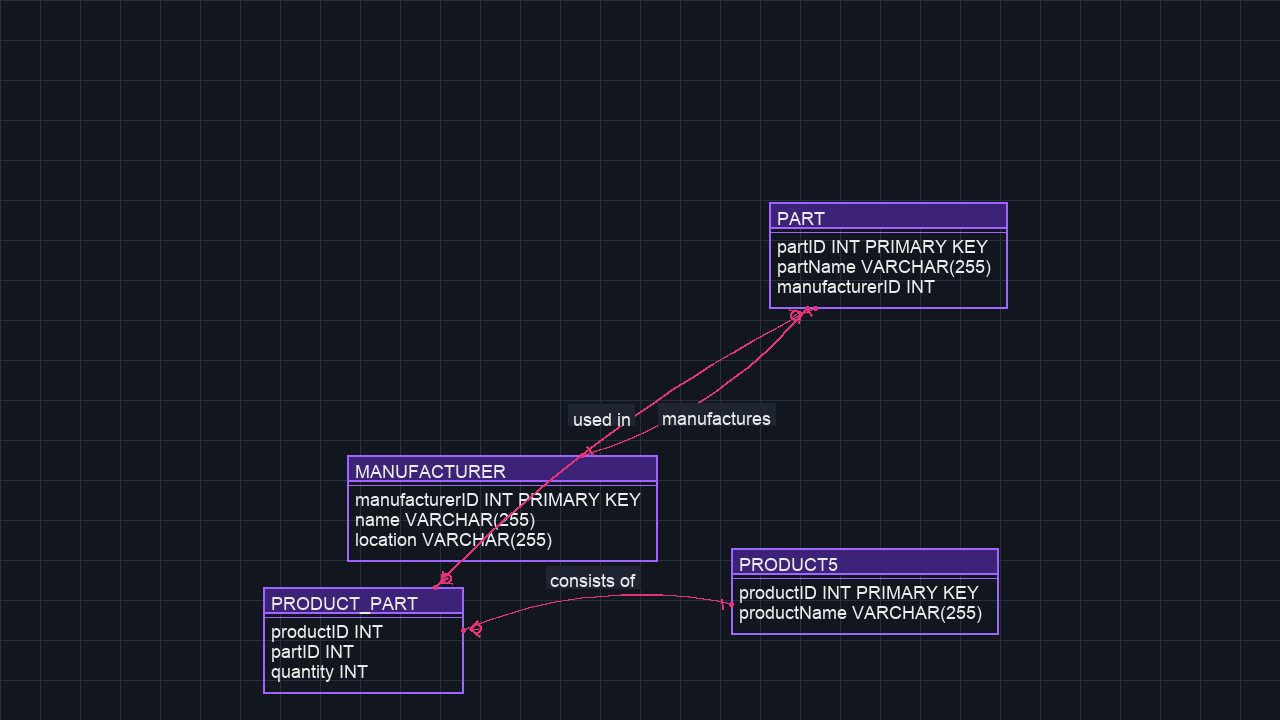 PART
partID INT PRIMARY KEY
partName VARCHAR(255)
manufacturerID INT
used in
manufactures
MANUFACTURER
manufacturerID INT PRIMARY KEY
name VARCHAR(255)
location VARCHAR(255)
PRODUCT5
productID INT PRIMARY KEY
productName VARCHAR(255)
consists of
PRODUCT_PART
productID INT
partID INT
quantity INT